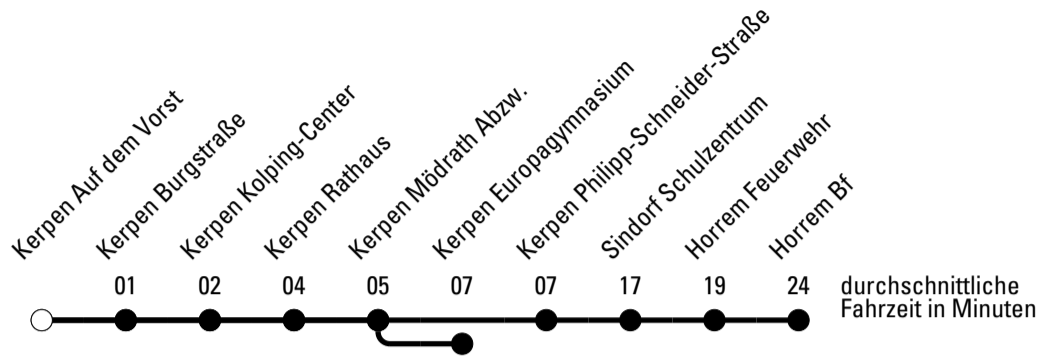 Kerpen Auf dem Vorst
Kerpen Burgstraße
Kerpen Kolping-Center
Kerpen Rathaus
Kerpen Mödrath Abzw.
Kerpen Europagymnasium
Kerpen Philipp-Schneider-Straße
Sindorf Schulzentrum
Horrem Feuerwehr
Horrem Bf
01 02 04 05 07 07 17 19 24
durchschnittliche
Fahrzeit in Minuten